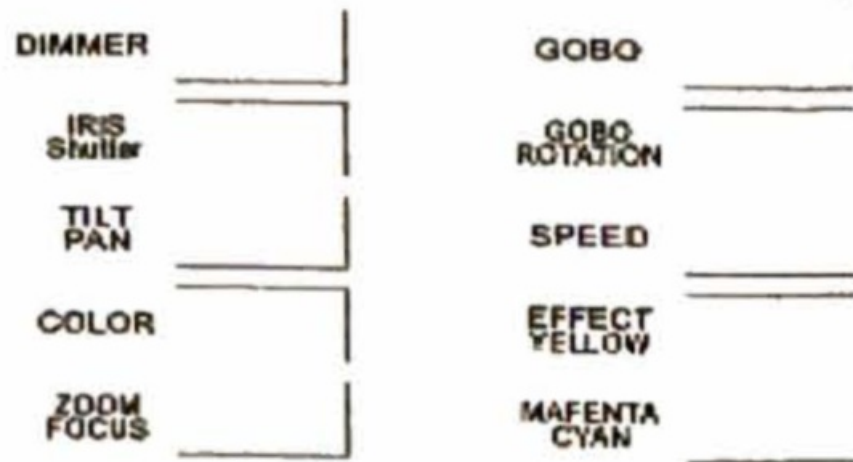 DIMMER
IRIS
Shutter
TILT
PAN
COLOR
ZOOM
FOCUS
GOBO
GOBO
ROTATION
SPEED
EFFECT
YELLOW
MAFENTA
CYAN